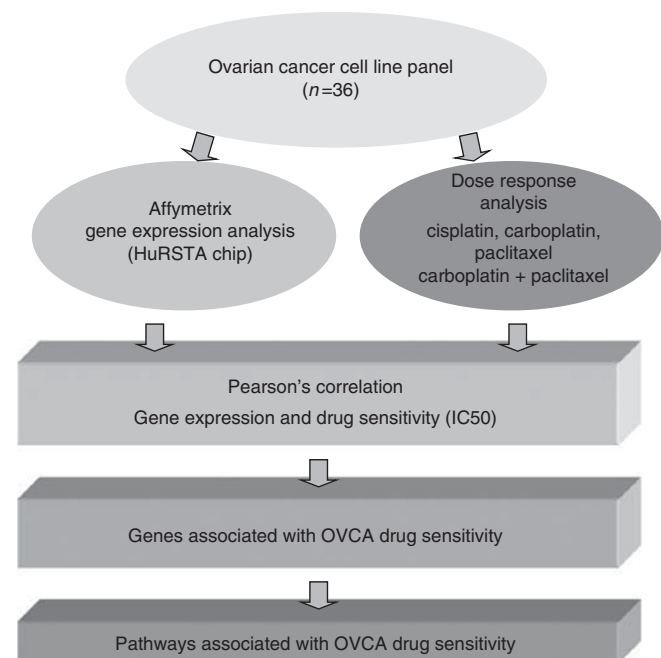 Ovarian cancer cell line panel
(n=36)
Affymetrix
gene expression analysis
(HuRSTA chip)
Dose response
analysis
cisplatin, carboplatin,
paclitaxel
carboplatin + paclitaxel
Pearson's correlation
Gene expression and drug sensitivity (IC50)
Genes associated with OVCA drug sensitivity
Pathways associated with OVCA drug sensitivity